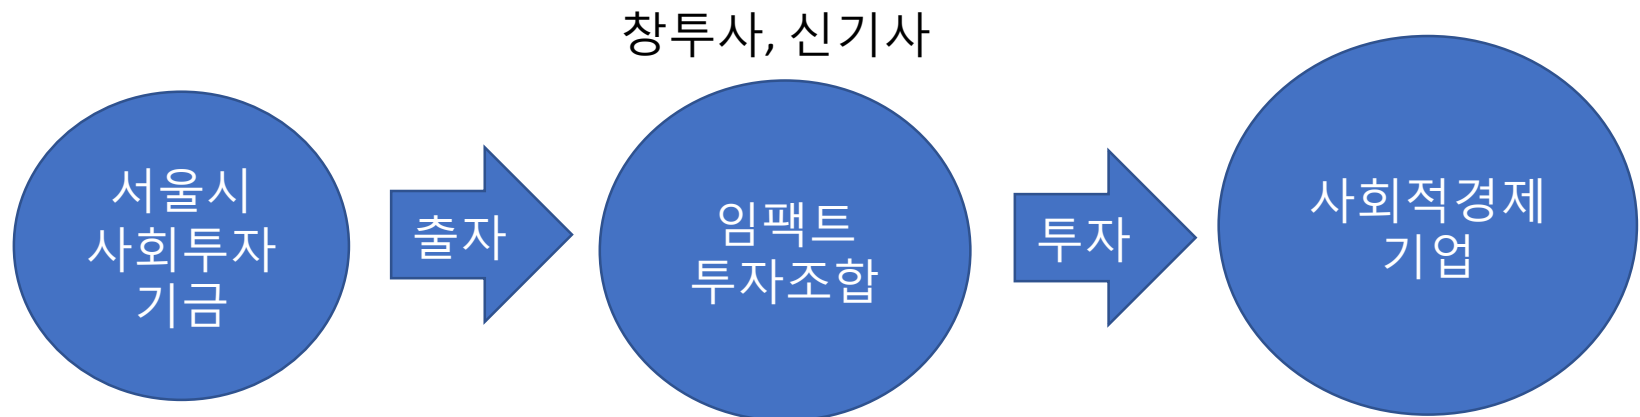 창투사, 신기사
서울시
사회투자
기금
출자
임팩트
투자조합
투자
사회적경제
기업